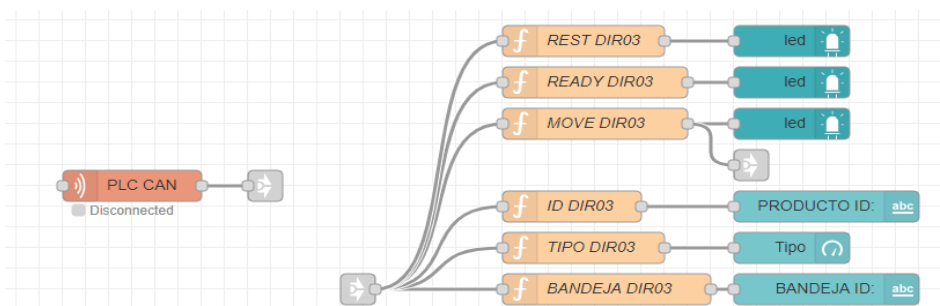 REST DIR03
led
READY DIR03
led
MOVE DIR03
led
PLC CAN
Disconnected
ID DIR03
PRODUCTO ID:
abc
TIPO DIR03
Tipo
BANDEJA DIR03
BANDEJA ID:
abc